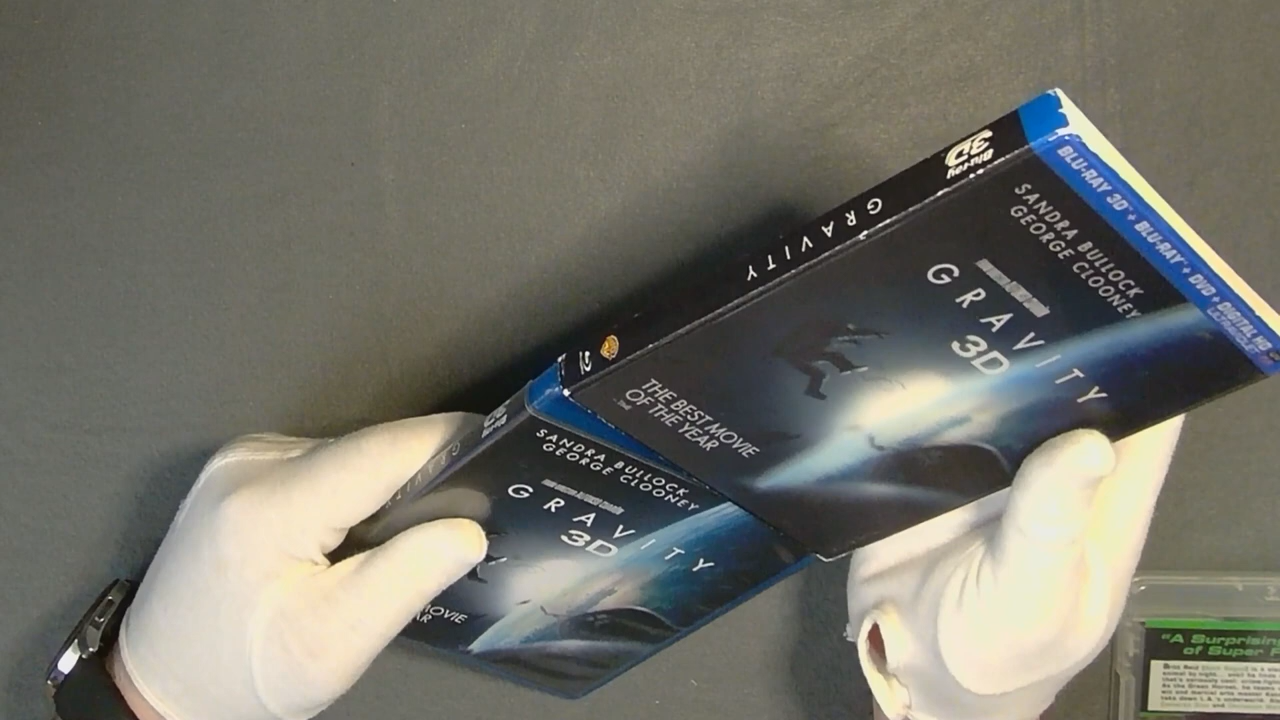 Blu-ray
3D
GRAVITY
BLU-RAY 3D + BLU-RAY + DVD + DIGITAL HD
SANDRA BULLOCK
GEORGE CLOONEY
GRAVITY
3D
THE BEST MOVIE
OF THE YEAR
SANDRA BULLOCK
GEORGE CLOONEY
GRAVITY
3D
MOVIE
AR
"A Surprisin
of Super F